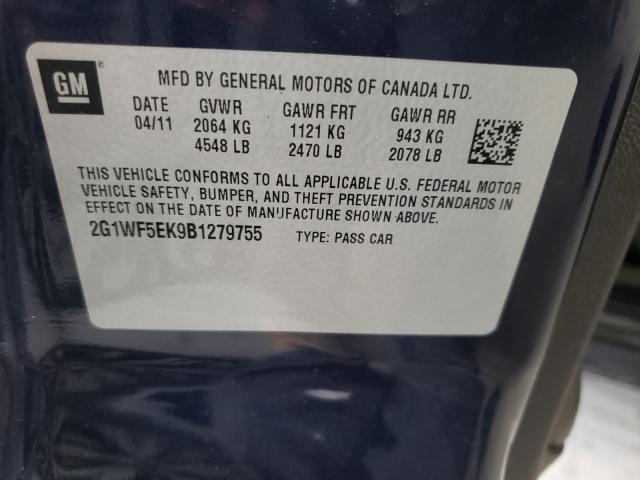 GM®
MFD BY GENERAL MOTORS OF CANADA LTD.
DATE GVWR GAWR FRT GAWR RR
04/11 2064 KG 1121 KG 943 KG
4548 LB 2470 LB 2078 LB
THIS VEHICLE CONFORMS TO ALL APPLICABLE U.S. FEDERAL MOTOR
VEHICLE SAFETY, BUMPER, AND THEFT PREVENTION STANDARDS IN
EFFECT ON THE DATE OF MANUFACTURE SHOWN ABOVE.
2G1WF5EK9B1279755 TYPE: PASS CAR